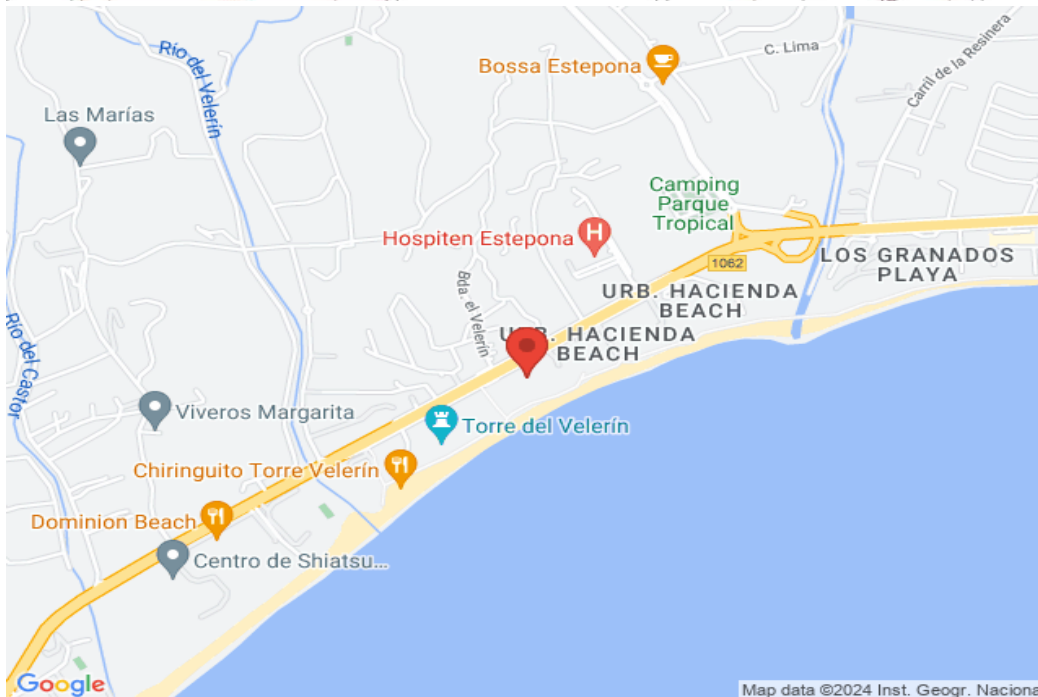 C. Lima
Carril de la Resinera
Bossa Estepona
Río del Velerín
Las Marías
Camping
Parque
Tropical
Hospiten Estepona
H
1062
LOS GRANADOS
PLAYA
URB. HACIENDA
BEACH
Bda. el Velerín
HACIENDA
BEACH
Río del Castor
Viveros Margarita
Torre del Velerín
Chiringuito Torre Velerín
Dominion Beach
Centro de Shiatsu...
Google
Map data ©2024 Inst. Geogr. Naciona